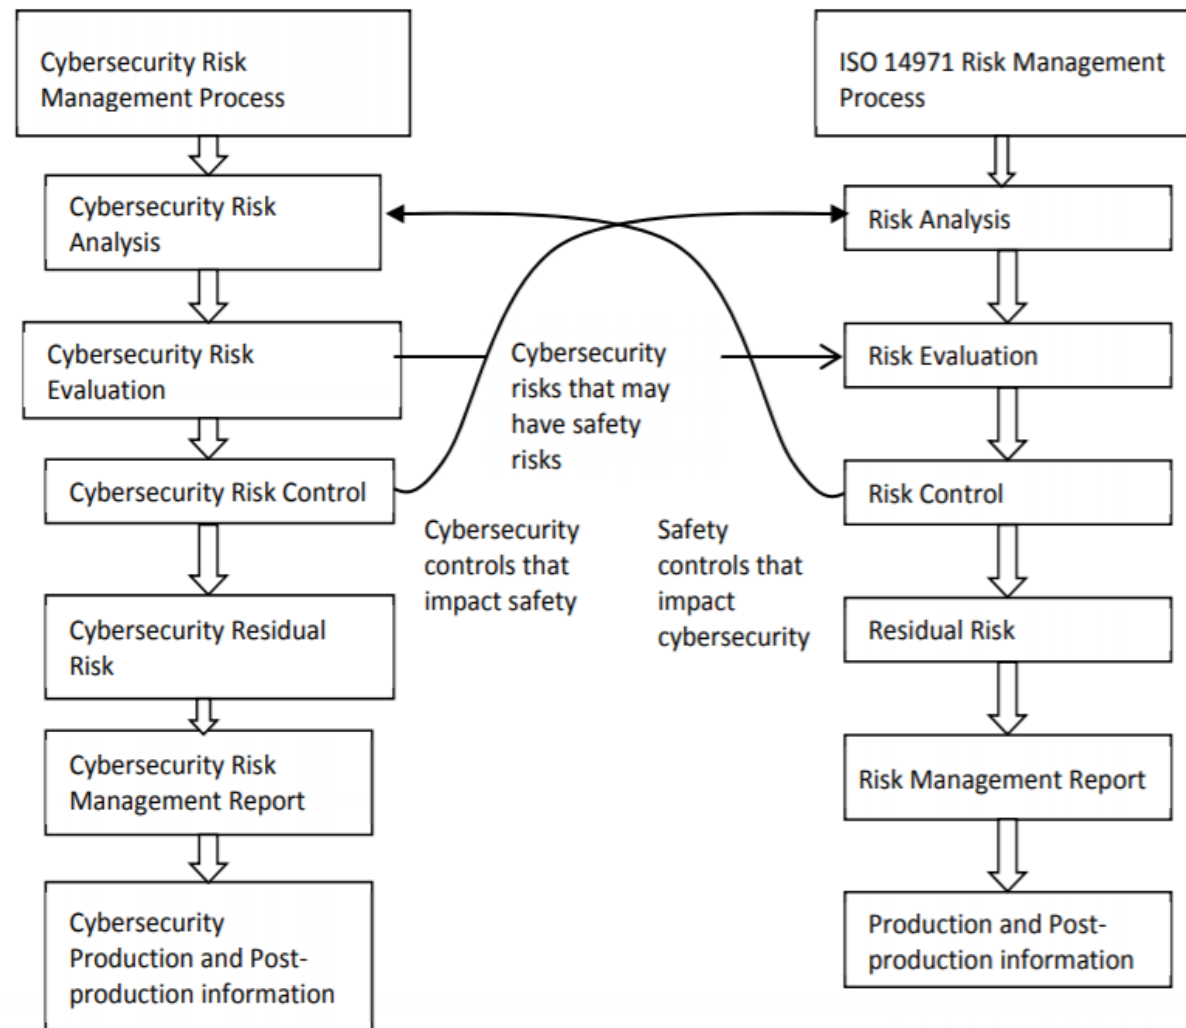 Cybersecurity Risk
Management Process
Cybersecurity Risk
Analysis
Cybersecurity Risk
Evaluation
Cybersecurity Risk Control
Cybersecurity Residual
Risk
Cybersecurity Risk
Management Report
Cybersecurity
Production and Post-
production information
Cybersecurity
risks that may
have safety
risks
Cybersecurity
controls that
impact safety
Safety
controls that
impact
cybersecurity
ISO 14971 Risk Management
Process
Risk Analysis
Risk Evaluation
Risk Control
Residual Risk
Risk Management Report
Production and Post-
production information